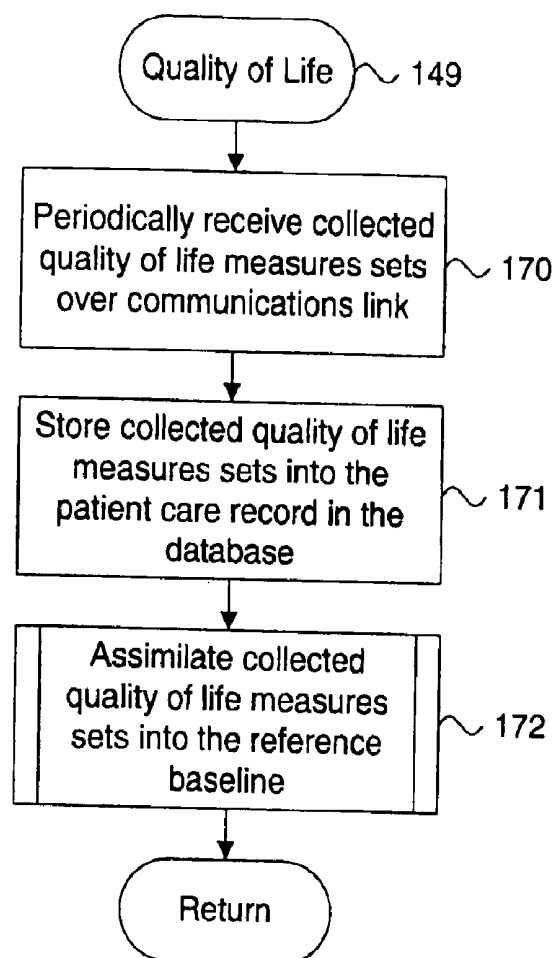 Quality of Life
149
Periodically receive collected
quality of life measures sets
over communications link
170
Store collected quality of life
measures sets into the
patient care record in the
database
171
Assimilate collected
quality of life measures
sets into the reference
baseline
172
Return